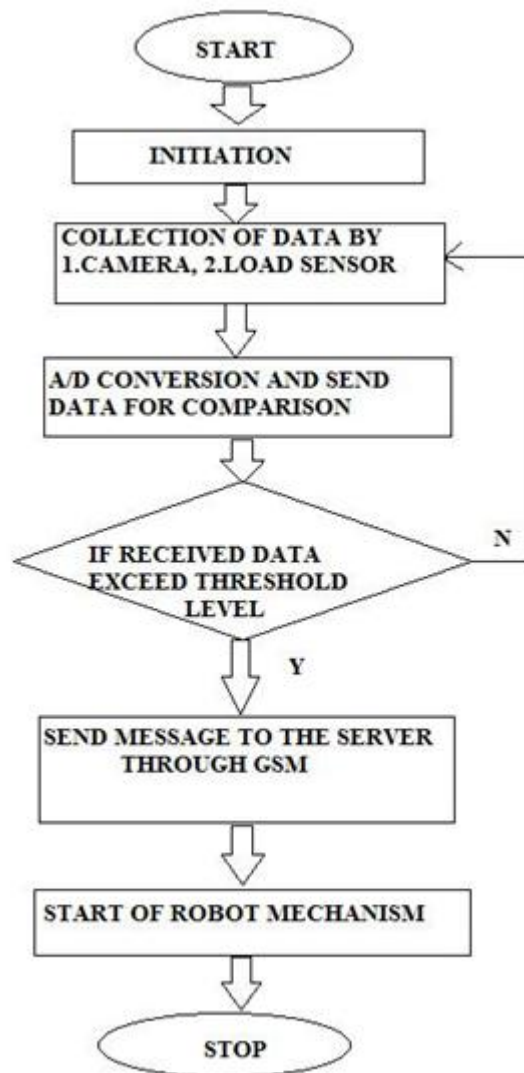 START
INITIATION
COLLECTION OF DATA BY
1.CAMERA, 2.LOAD SENSOR
A/D CONVERSION AND SEND
DATA FOR COMPARISON
IF RECEIVED DATA
EXCEED THRESHOLD
LEVEL
N
Y
SEND MESSAGE TO THE SERVER
THROUGH GSM
START OF ROBOT MECHANISM
STOP